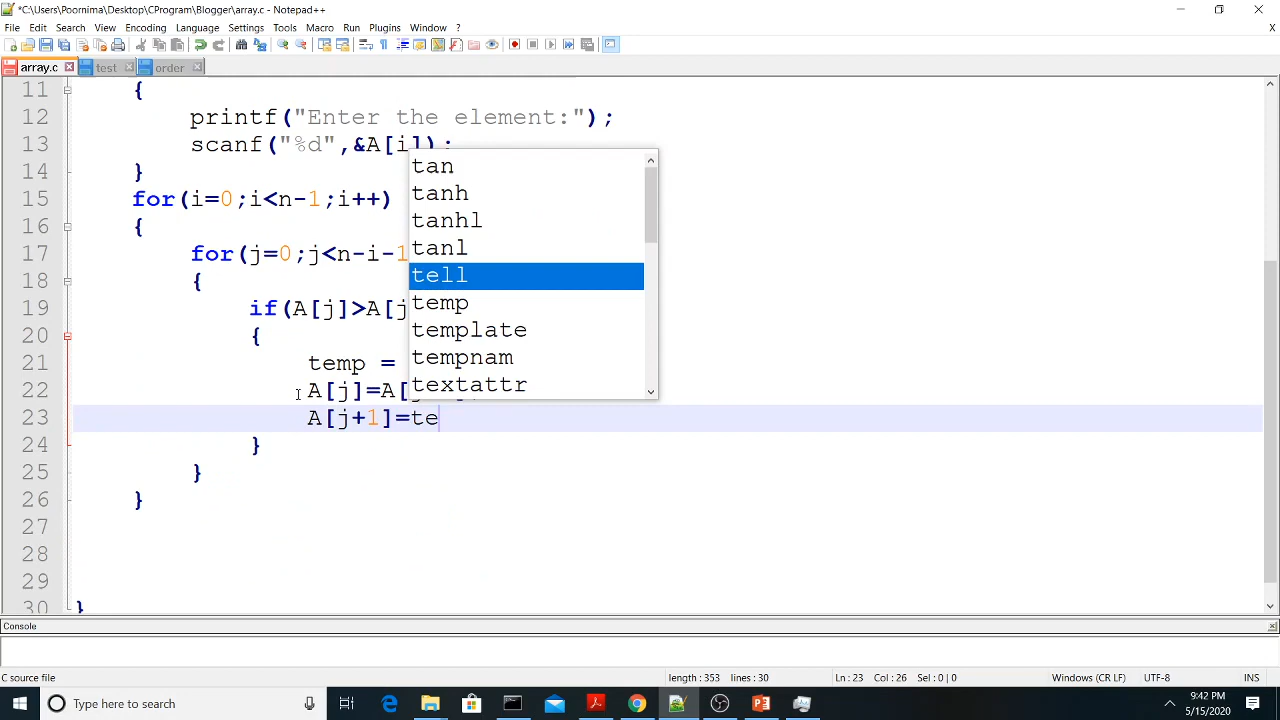 *C:\Users\Poornima\Desktop\CProgram\Blogger\array.c - Notepad++
File Edit Search View Encoding Language Settings Tools Macro Run Plugins Window ? X
array.c test order
11 {
12 printf("Enter the element:");
13 scanf("%d",&A[i]);
14 }
15 for(i=0;i<n-1;i++)
16 {
17 for(j=0;j<n-i-1
18 {
19 if(A[j]>A[j
20 {
21 temp =
22 A[j]=A[
23 A[j+1]=te
24 }
25 }
26 }
27
28
29
30 }
tan
tanh
tanhl
tanl
tell
temp
template
tempnam
textattr
Console
C source file length : 353 lines : 30 Ln : 23 Col : 26 Sel : 0 | 0 Windows (CR LF) UTF-8 INS
Type here to search
9:42 PM
5/15/2020